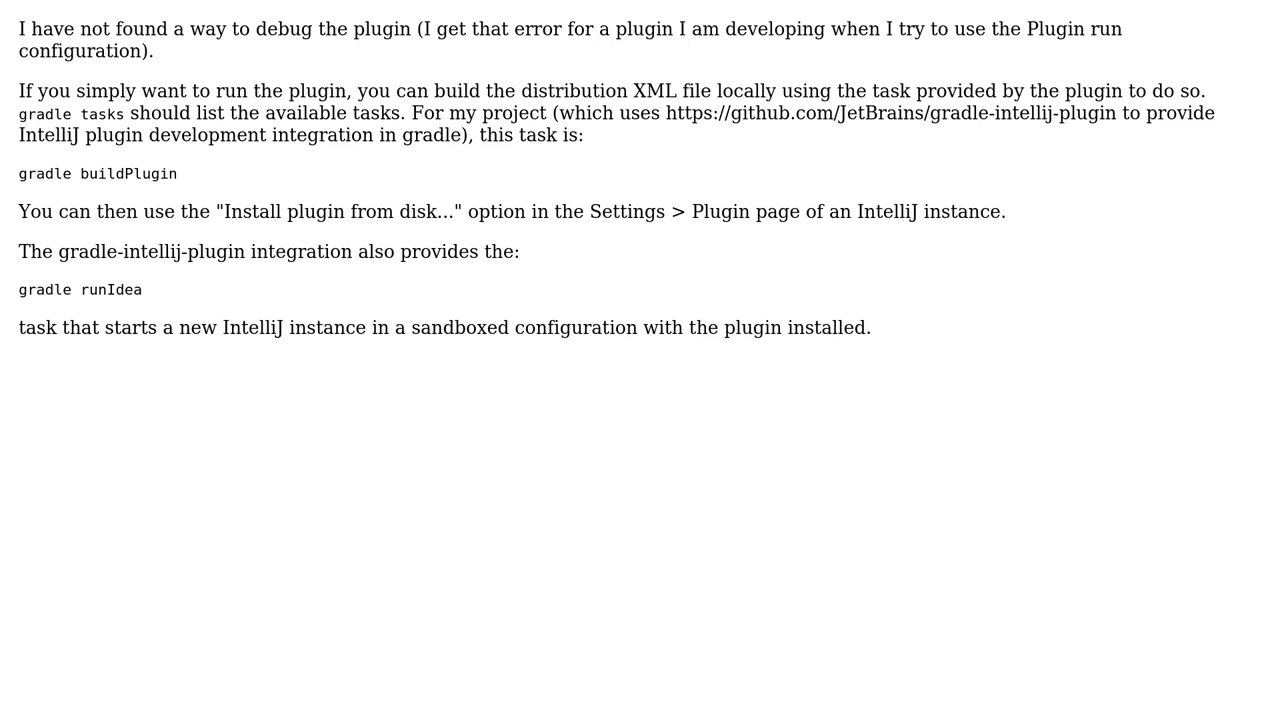 I have not found a way to debug the plugin (I get that error for a plugin I am developing when I try to use the Plugin run
configuration).
If you simply want to run the plugin, you can build the distribution XML file locally using the task provided by the plugin to do so.
gradle tasks should list the available tasks. For my project (which uses https://github.com/JetBrains/gradle-intellij-plugin to provide
IntelliJ plugin development integration in gradle), this task is:
gradle buildPlugin
You can then use the "Install plugin from disk..." option in the Settings > Plugin page of an IntelliJ instance.
The gradle-intellij-plugin integration also provides the:
gradle runIdea
task that starts a new IntelliJ instance in a sandboxed configuration with the plugin installed.